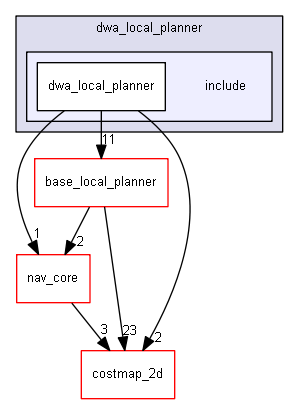 dwa_local_planner
dwa_local_planner
include
11
base_local_planner
1
2
nav_core
3
23
2
costmap_2d